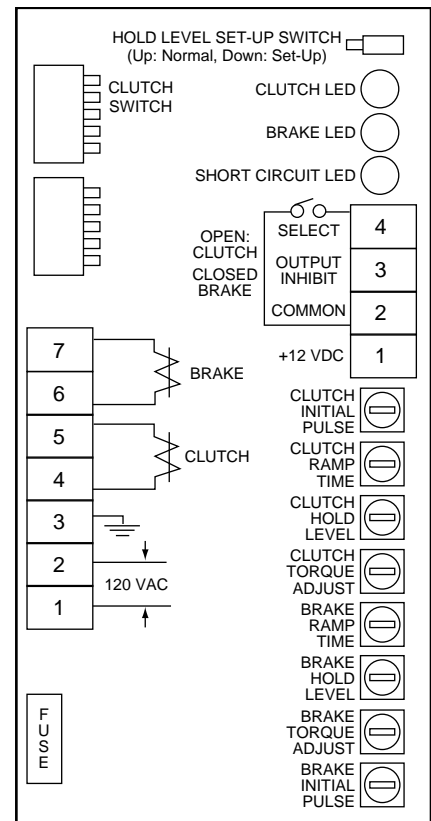 HOLD LEVEL SET-UP SWITCH
(Up: Normal, Down: Set-Up)
CLUTCH
SWITCH
CLUTCH LED
BRAKE LED
SHORT CIRCUIT LED
OPEN:
CLUTCH
CLOSED
BRAKE
SELECT
4
OUTPUT
INHIBIT
3
COMMON
2
+12 VDC
1
7
6
BRAKE
5
4
CLUTCH
3
2
1
120 VAC
CLUTCH
INITIAL
PULSE
CLUTCH
RAMP
TIME
CLUTCH
HOLD
LEVEL
CLUTCH
TORQUE
ADJUST
BRAKE
RAMP
TIME
BRAKE
HOLD
LEVEL
BRAKE
TORQUE
ADJUST
BRAKE
INITIAL
PULSE
F
U
S
E